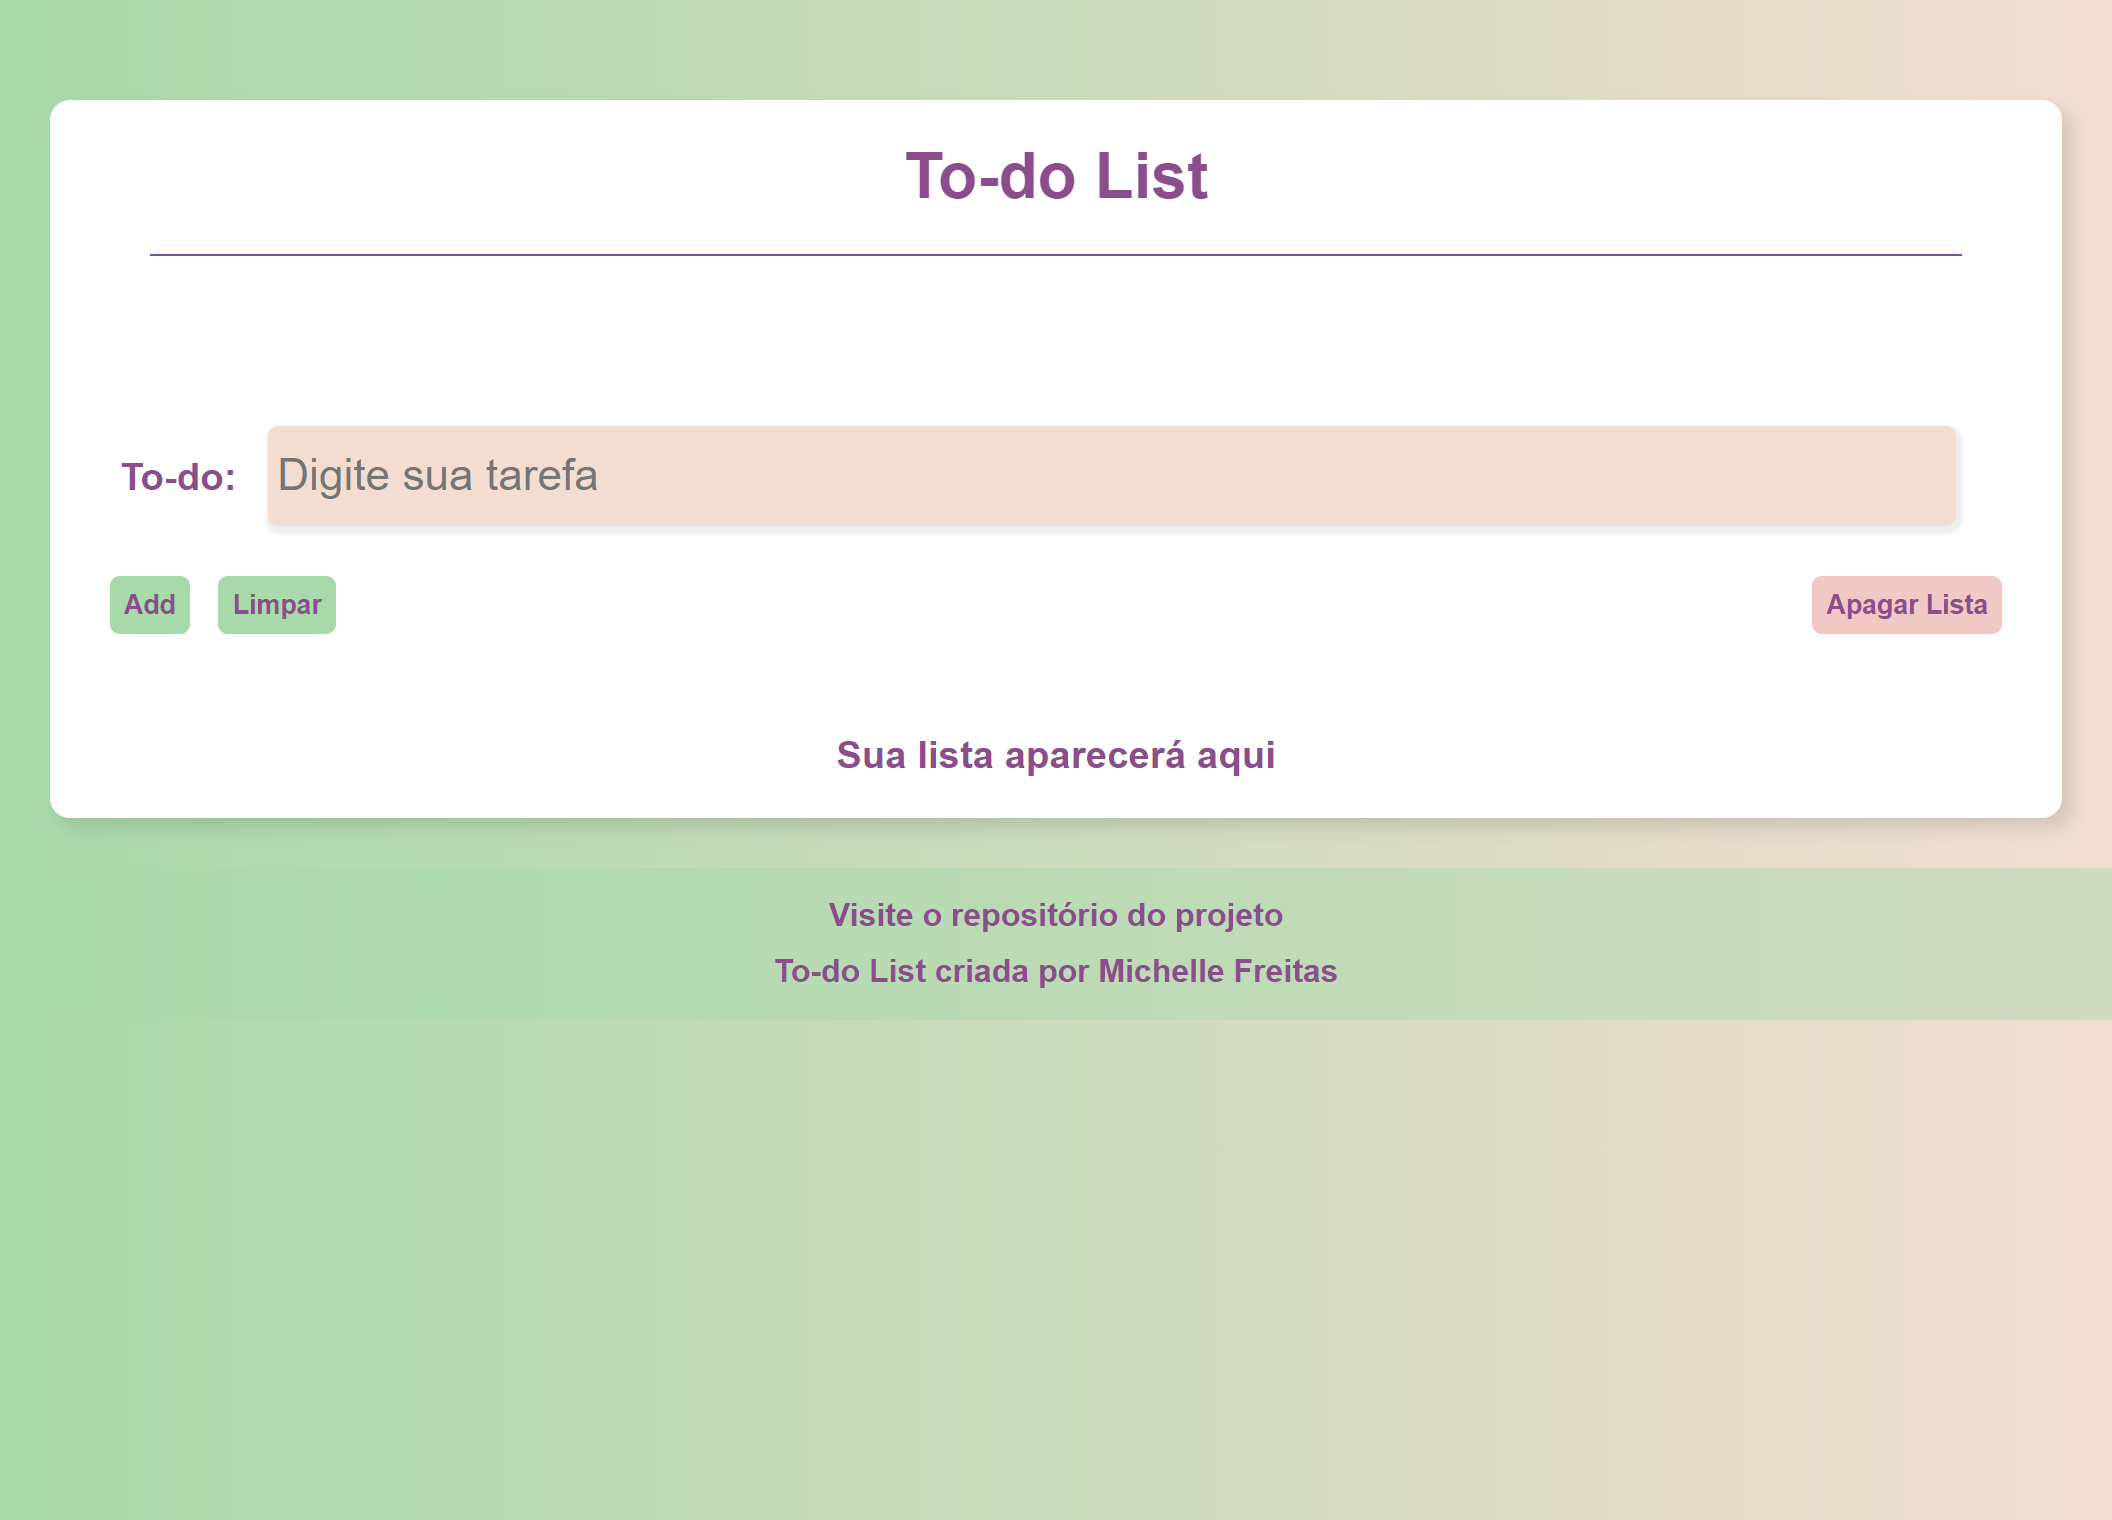 To-do List
To-do:
Digite sua tarefa
Add
Limpar
Apagar Lista
Sua lista aparecerá aqui
Visite o repositório do projeto
To-do List criada por Michelle Freitas